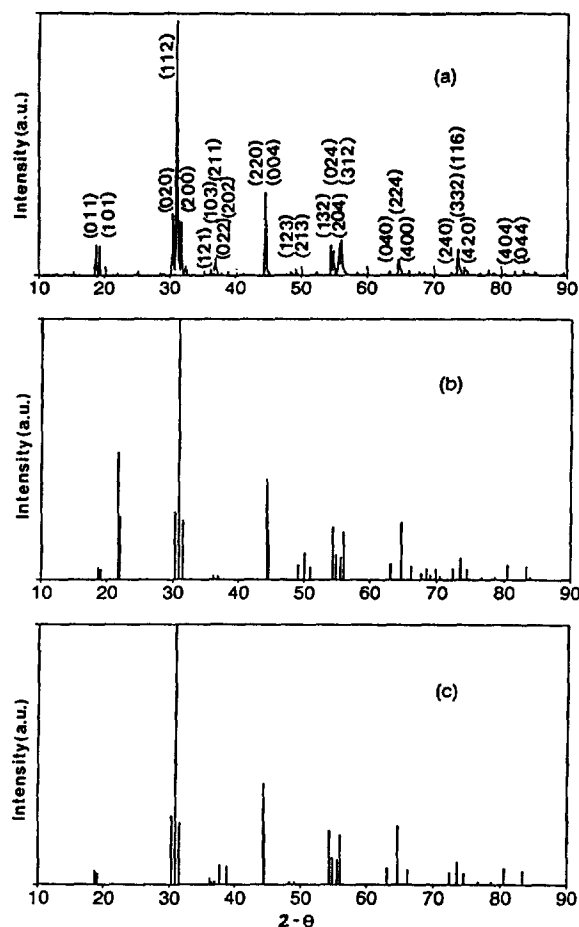 Intensity (a.u.)
(a)
(011)
(101)
(020)
(112)
(200)
(121)
(103)
(211)
(022)
(202)
(220)
(004)
(123)
(213)
(132)
(204)
(024)
(312)
(040)
(224)
(400)
(240)
(332)
(116)
(420)
(404)
(044)
10 20 30 40 50 60 70 80 90
Intensity (a.u.)
(b)
10 20 30 40 50 60 70 80 90
Intensity (a.u.)
(c)
10 20 30 40 50 60 70 80 90
2-θ